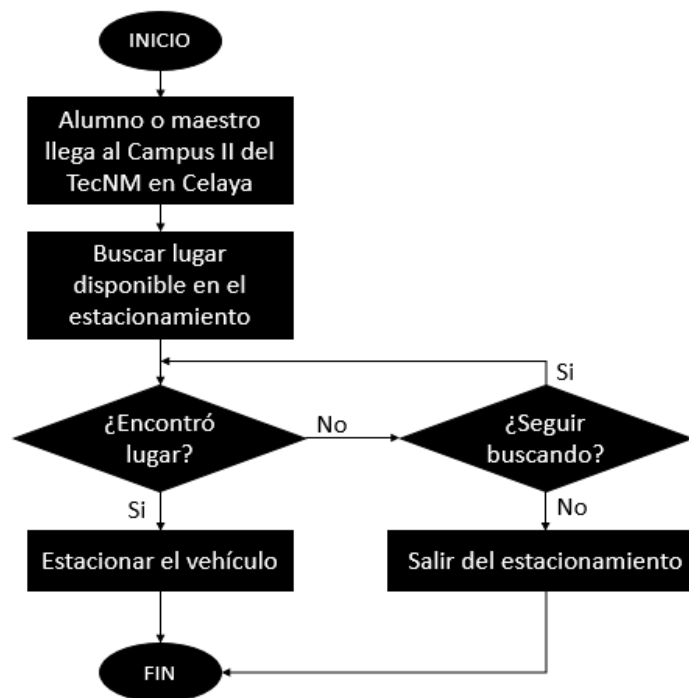 INICIO
Alumno o maestro
llega al Campus II del
TecNM en Celaya
Buscar lugar
disponible en el
estacionamiento
Si
¿Encontró
lugar?
No
¿Seguir
buscando?
Si
No
Estacionar el vehículo
Salir del estacionamiento
FIN